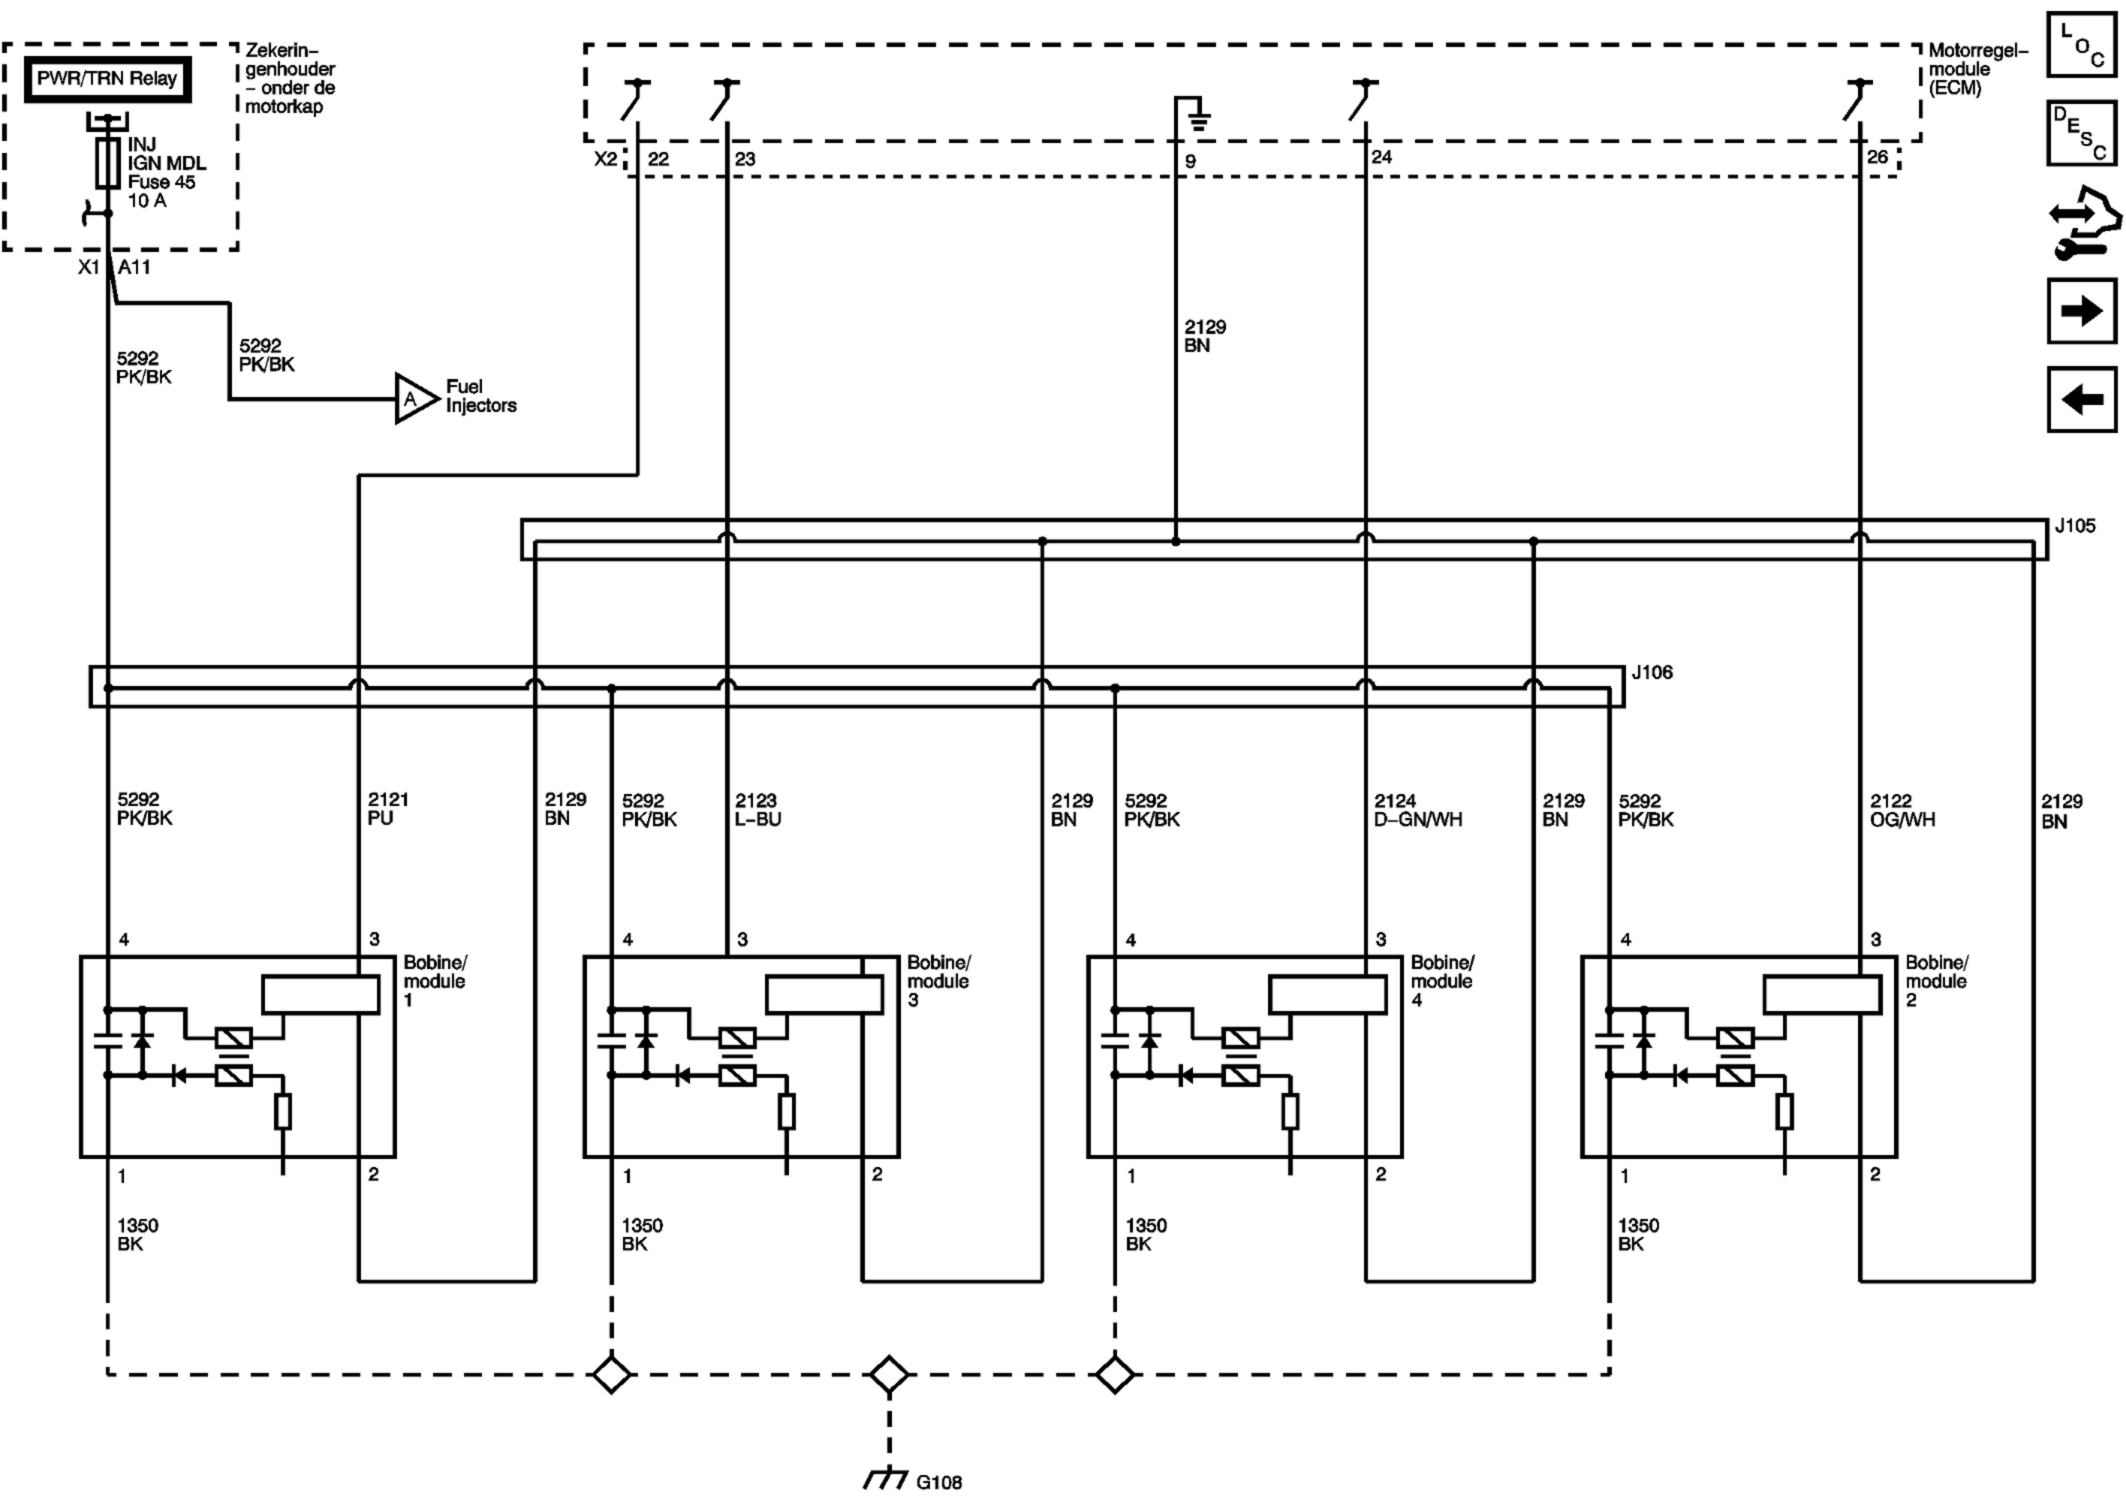 PWR/TRN Relay
Zekerin-
genhouder
- onder de
motorkap
INJ
IGN MDL
Fuse 45
10 A
X1
A11
5292
PK/BK
5292
PK/BK
A
Fuel
Injectors
X2
22
23
9
24
26
Motorregel-
module
(ECM)
L O C
D E S C
2129
BN
J105
J106
5292
PK/BK
2121
PU
2129
BN
5292
PK/BK
2123
L-BU
2129
BN
5292
PK/BK
2124
D-GN/WH
2129
BN
5292
PK/BK
2122
OG/WH
2129
BN
4
3
Bobine/
module
1
4
3
Bobine/
module
3
4
3
Bobine/
module
4
4
3
Bobine/
module
2
1
2
1
2
1
2
1
2
1350
BK
1350
BK
1350
BK
1350
BK
G108